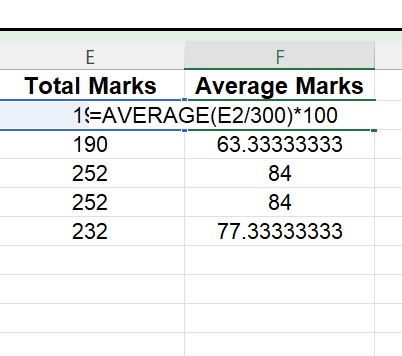 E F
Total Marks Average Marks
=AVERAGE(E2/300)*100
190 63.33333333
252 84
252 84
232 77.33333333